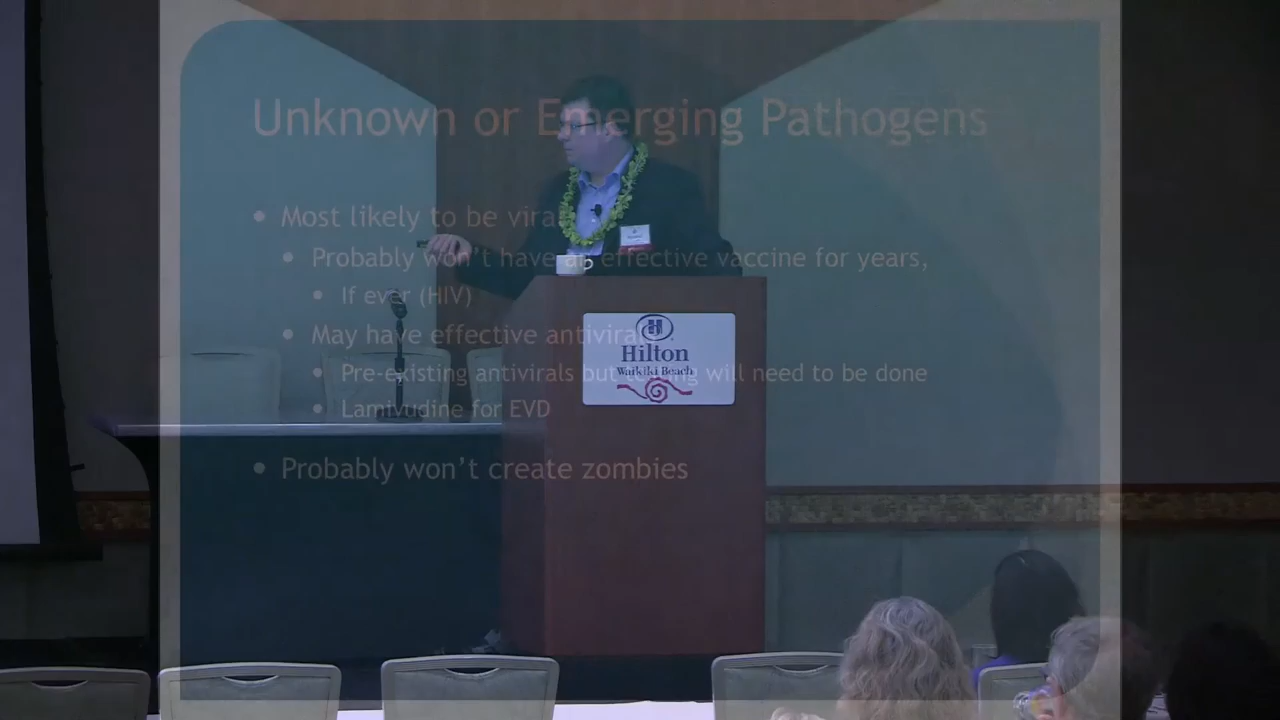 Unknown or Emerging Pathogens
• Most likely to be viral
• Probably won't have an effective vaccine for years,
• If ever (HIV)
• May have effective antivirals
• Pre-existing antivirals but testing will need to be done
• Lamivudine for EVD
• Probably won't create zombies
H
Hilton
Waikiki Beach